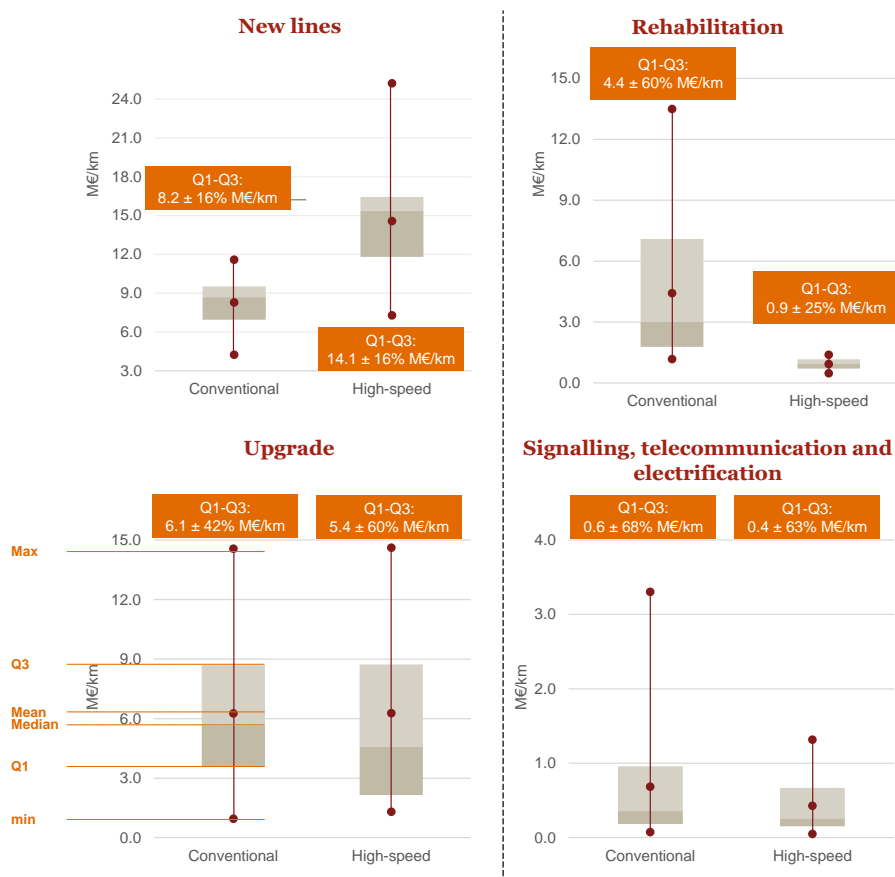 New lines
24.0
21.0
18.0
15.0
12.0
9.0
6.0
3.0
M€/km
Q1-Q3:
8.2 ± 16% M€/km
Q1-Q3:
14.1 ± 16% M€/km
Conventional
High-speed
Rehabilitation
15.0
12.0
9.0
6.0
3.0
0.0
M€/km
Q1-Q3:
4.4 ± 60% M€/km
Q1-Q3:
0.9 ± 25% M€/km
Conventional
High-speed
Upgrade
Q1-Q3:
6.1 ± 42% M€/km
Q1-Q3:
5.4 ± 60% M€/km
15.0
12.0
9.0
6.0
3.0
0.0
M€/km
Max
Q3
Mean
Median
Q1
min
Conventional
High-speed
Signalling, telecommunication and
electrification
Q1-Q3:
0.6 ± 68% M€/km
Q1-Q3:
0.4 ± 63% M€/km
4.0
3.0
2.0
1.0
0.0
M€/km
Conventional
High-speed